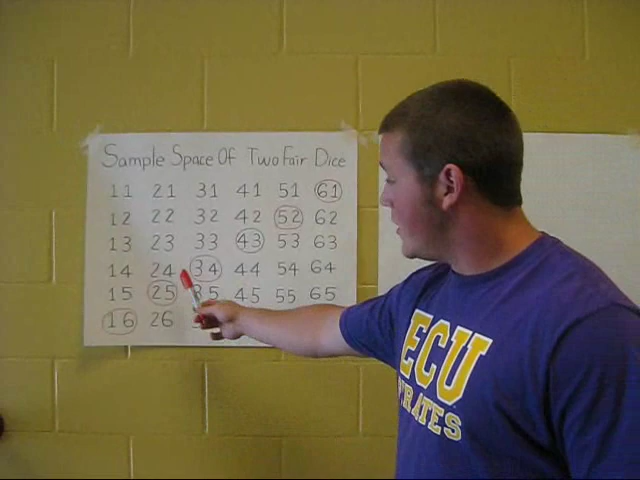 Sample Space Of Two Fair Dice
11 21 31 41 51 61
12 22 32 42 52 62
13 23 33 43 53 63
14 24 34 44 54 64
15 25 35 45 55 65
16 26
ECU
PIRATES